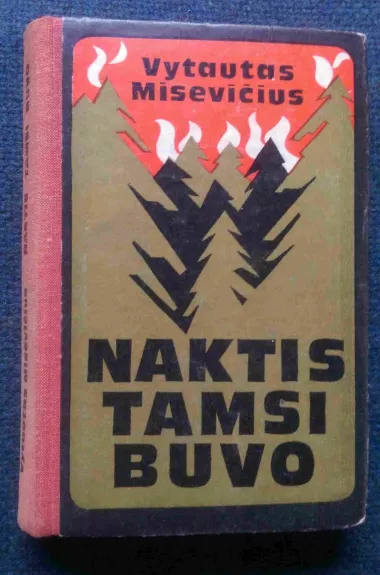 Vytautas
Misevičius
NAKTIS
TAMSI
BUVO